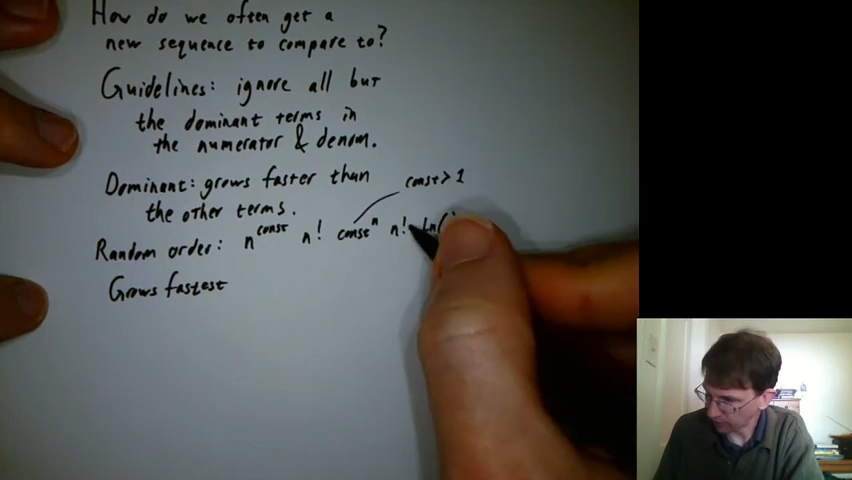 How do we often get a
new sequence to compare to?
Guidelines: ignore all but
the dominant terms in
the numerator & denom.
Dominant: grows faster than
the other terms.
const > 1
Random order: n^const n! const^n n! ln(
Grows fastest